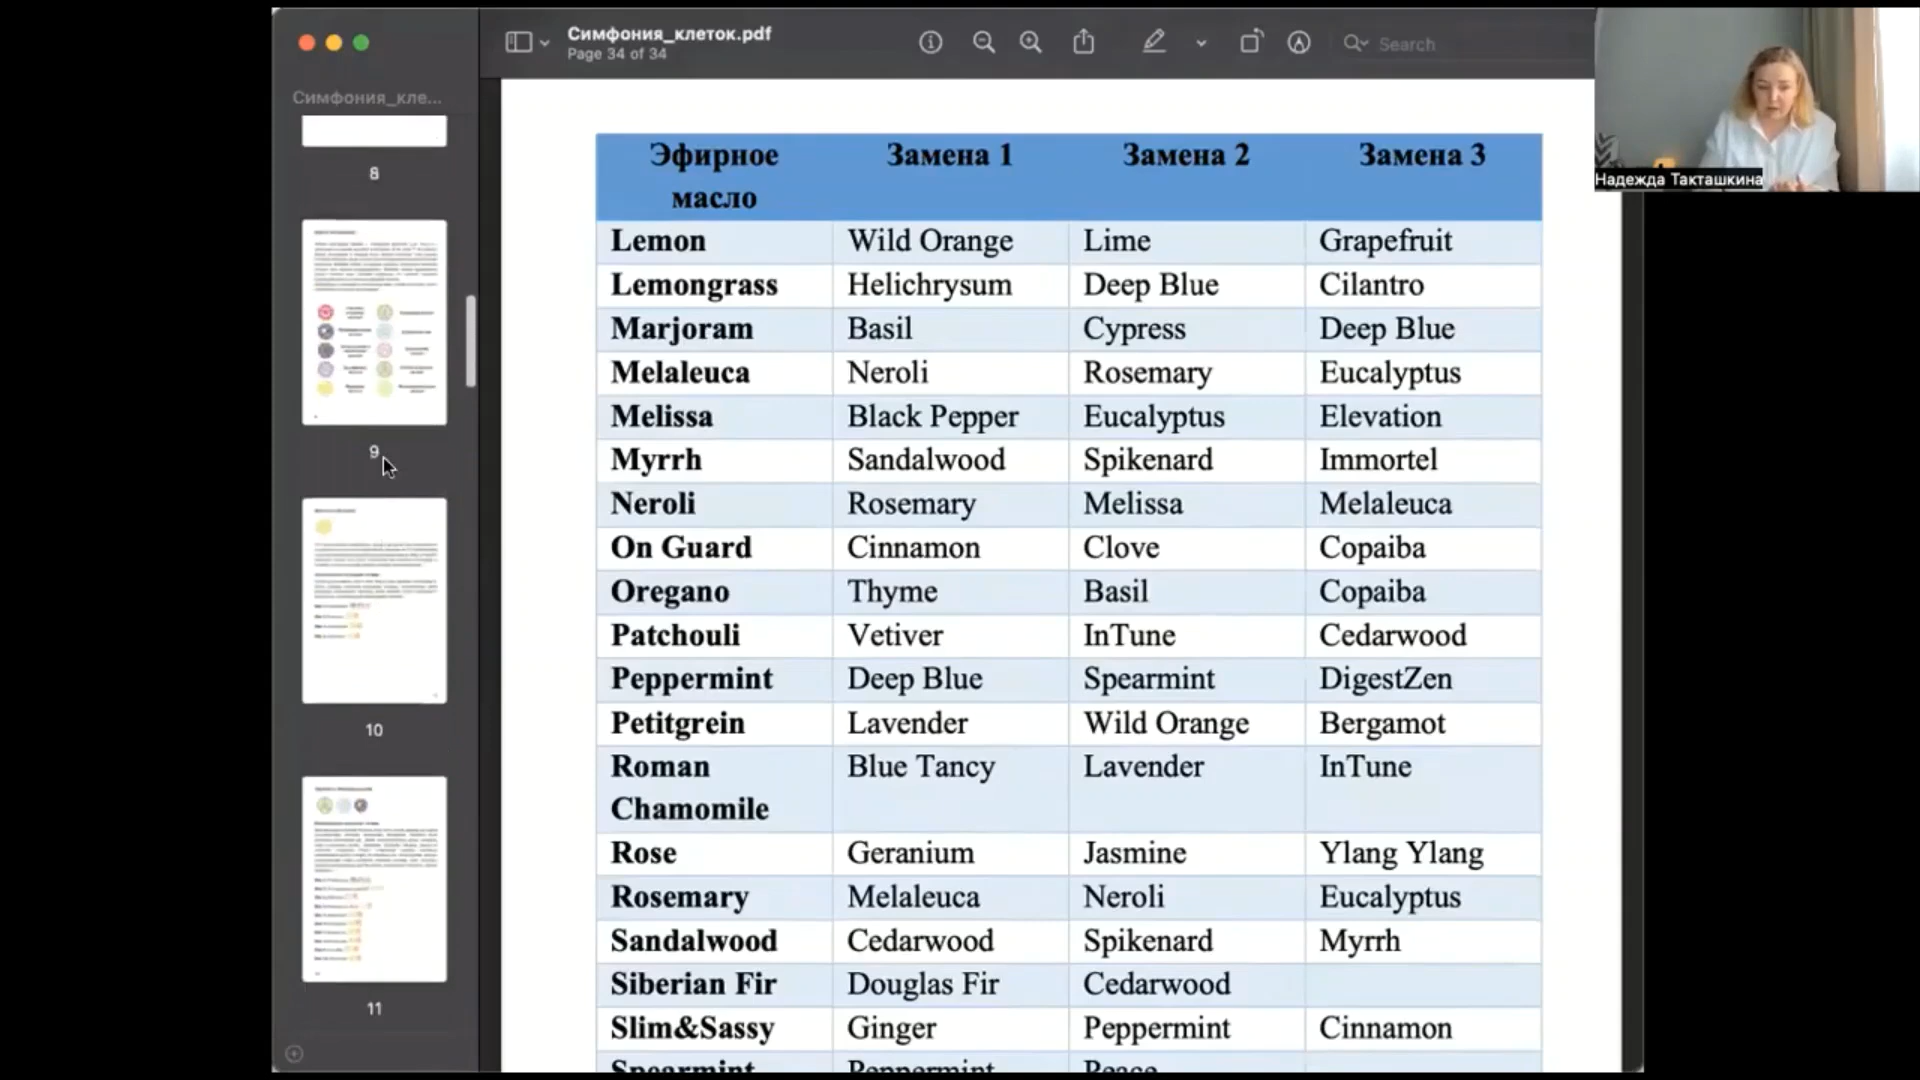 Симфония_клеток.pdf
Page 34 of 34
Search
Симфония_кле...
8
9
10
11
Надежда Такташкина
Эфирное масло Замена 1 Замена 2 Замена 3
Lemon Wild Orange Lime Grapefruit
Lemongrass Helichrysum Deep Blue Cilantro
Marjoram Basil Cypress Deep Blue
Melaleuca Neroli Rosemary Eucalyptus
Melissa Black Pepper Eucalyptus Elevation
Myrrh Sandalwood Spikenard Immortel
Neroli Rosemary Melissa Melaleuca
On Guard Cinnamon Clove Copaiba
Oregano Thyme Basil Copaiba
Patchouli Vetiver InTune Cedarwood
Peppermint Deep Blue Spearmint DigestZen
Petitgrein Lavender Wild Orange Bergamot
Roman Chamomile Blue Tancy Lavender InTune
Rose Geranium Jasmine Ylang Ylang
Rosemary Melaleuca Neroli Eucalyptus
Sandalwood Cedarwood Spikenard Myrrh
Siberian Fir Douglas Fir Cedarwood
Slim&Sassy Ginger Peppermint Cinnamon
Spearmint Peppermint Peace